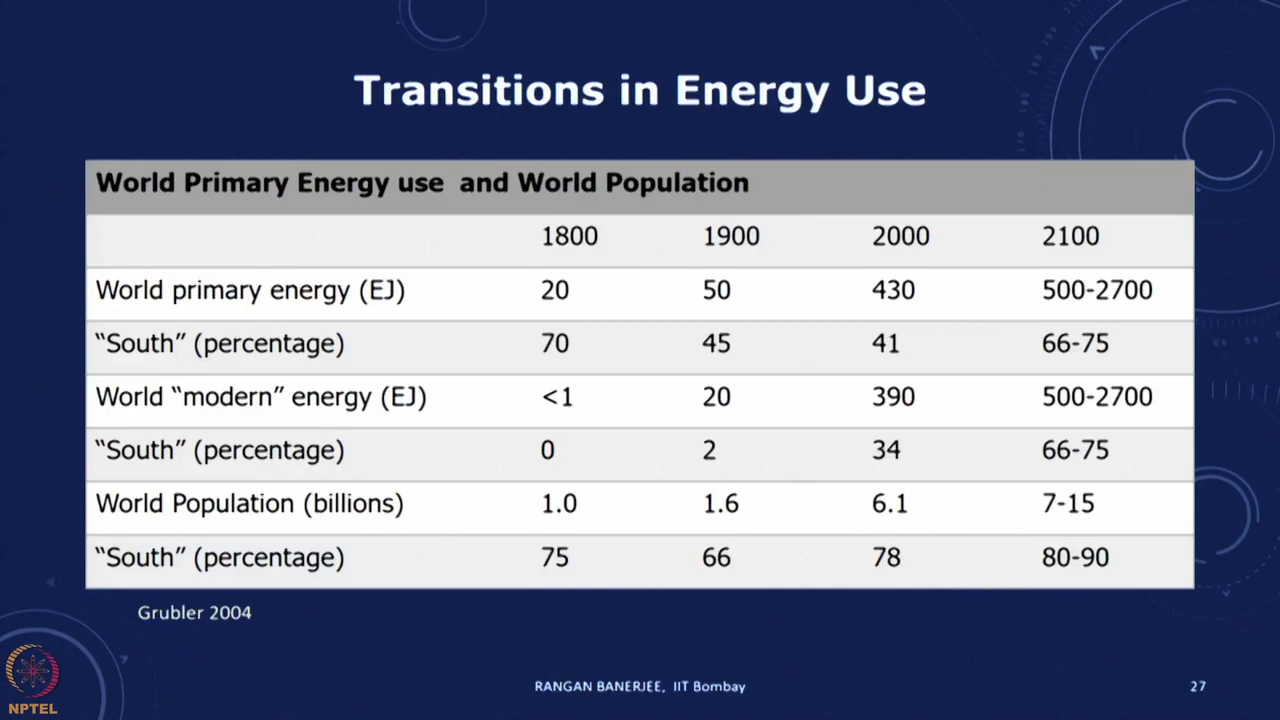 Transitions in Energy Use
World Primary Energy use and World Population
1800 1900 2000 2100
World primary energy (EJ) 20 50 430 500-2700
“South” (percentage) 70 45 41 66-75
World “modern” energy (EJ) <1 20 390 500-2700
“South” (percentage) 0 2 34 66-75
World Population (billions) 1.0 1.6 6.1 7-15
“South” (percentage) 75 66 78 80-90
Grubler 2004
RANGAN BANERJEE, IIT Bombay
27
NPTEL